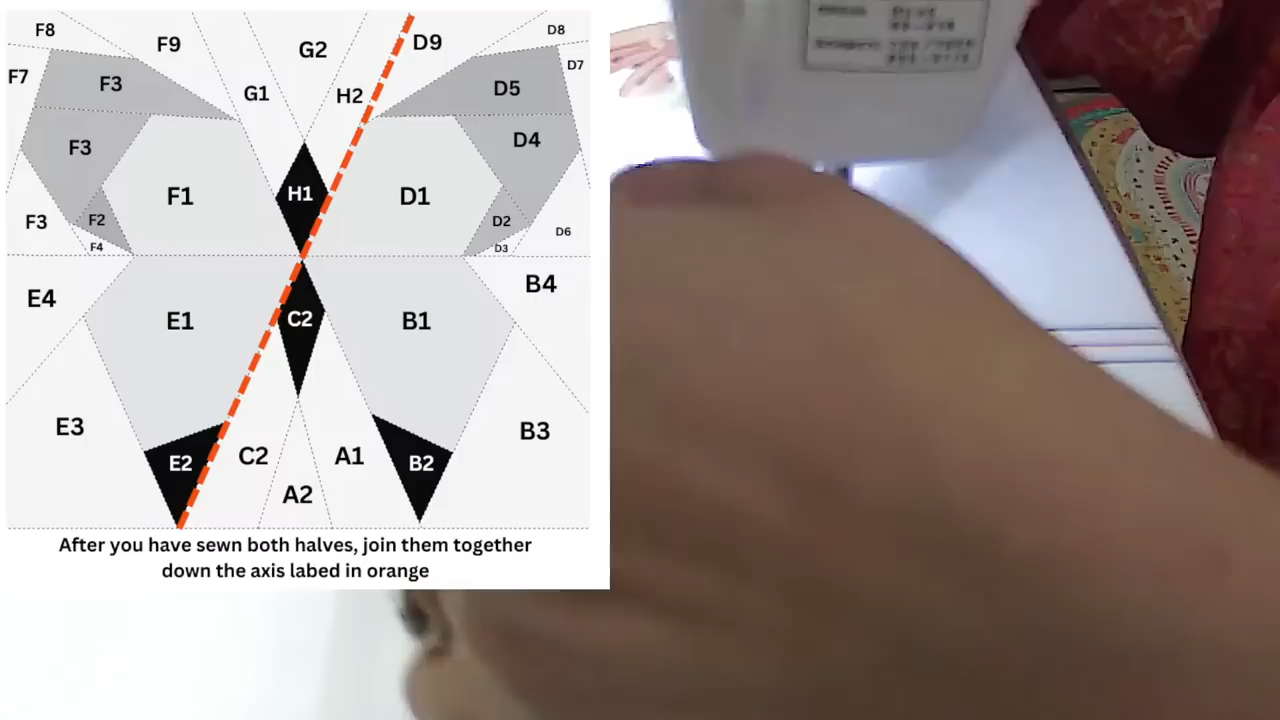 F8
F9
G2
D9
D8
F7
F3
G1
H2
D5
D7
F3
D4
F1
H1
D1
F3
F2
D2
D6
F4
D3
E4
B4
E1
C2
B1
E3
B3
E2
C2
A1
B2
A2
After you have sewn both halves, join them together
down the axis labed in orange